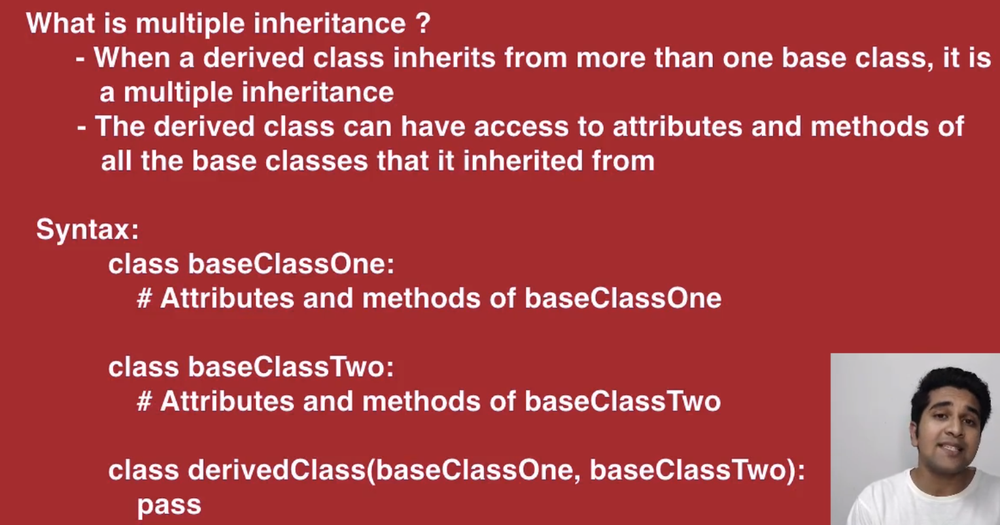 What is multiple inheritance ?
- When a derived class inherits from more than one base class, it is
a multiple inheritance
- The derived class can have access to attributes and methods of
all the base classes that it inherited from
Syntax:
class baseClassOne:
# Attributes and methods of baseClassOne
class baseClassTwo:
# Attributes and methods of baseClassTwo
class derivedClass(baseClassOne, baseClassTwo):
pass